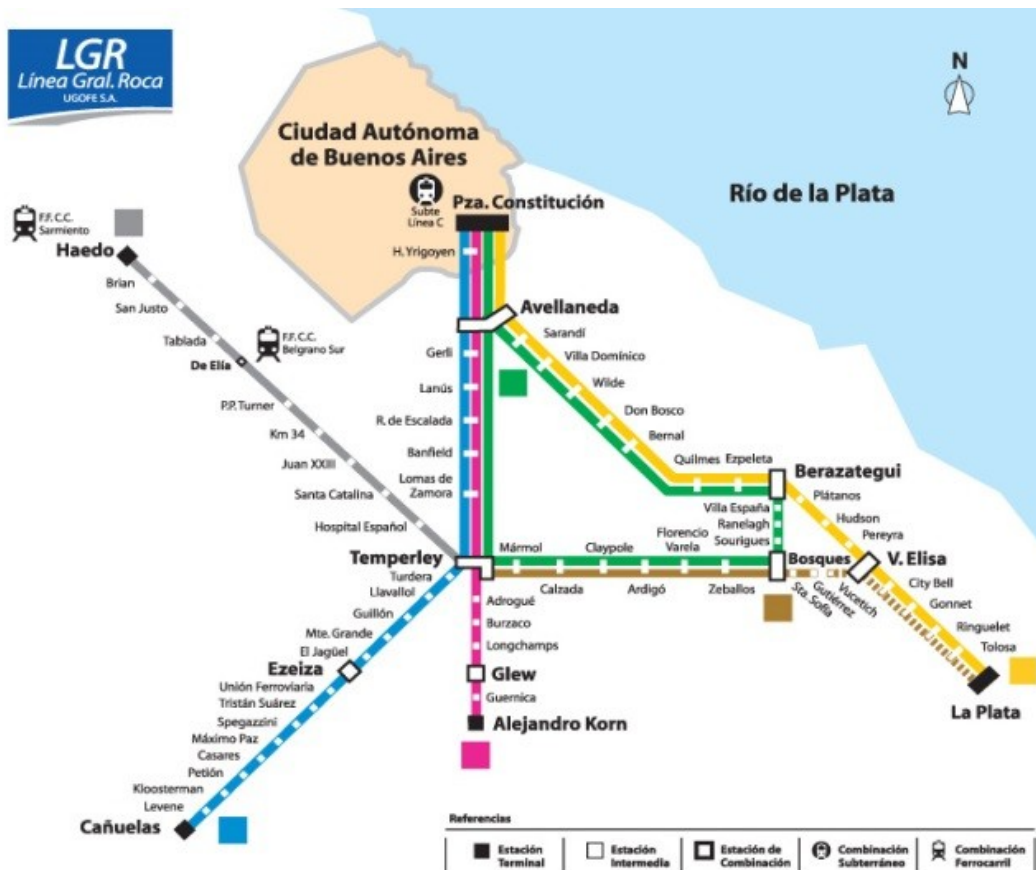 LGR
Línea Gral. Roca
UGOFE S.A.
N
Ciudad Autónoma
de Buenos Aires
Río de la Plata
Subte
Línea C
Pza. Constitución
F.F.C.C.
Sarmiento
Haedo
H. Yrigoyen
Brian
San Justo
Tablada
De Elía
F.F.C.C.
Belgrano Sur
P.P. Turner
Km 34
Juan XXIII
Santa Catalina
Hospital Español
Avellaneda
Gerli
Lanús
R. de Escalada
Banfield
Lomas de
Zamora
Sarandí
Villa Domínico
Wilde
Don Bosco
Bernal
Quilmes
Ezpeleta
Berazategui
Plátanos
Hudson
Pereyra
Villa España
Ranelagh
Sourigues
Temperley
Mármol
Claypole
Florencio
Varela
Bosques
V. Elisa
Calzada
Ardigó
Zeballos
Sta. Sofía
Gutiérrez
Vucetich
City Bell
Gonnet
Ringuelet
Tolosa
La Plata
Turdera
Llavallol
Guillón
Mte. Grande
El Jagüel
Ezeiza
Adrogué
Burzaco
Longchamps
Glew
Guernica
Alejandro Korn
Unión Ferroviaria
Tristán Suárez
Spegazzini
Máximo Paz
Casares
Petión
Kloosterman
Levene
Cañuelas
Referencias
Estación
Terminal
Estación
Intermedia
Estación de
Combinación
Combinación
Subterráneo
Combinación
Ferrocarril